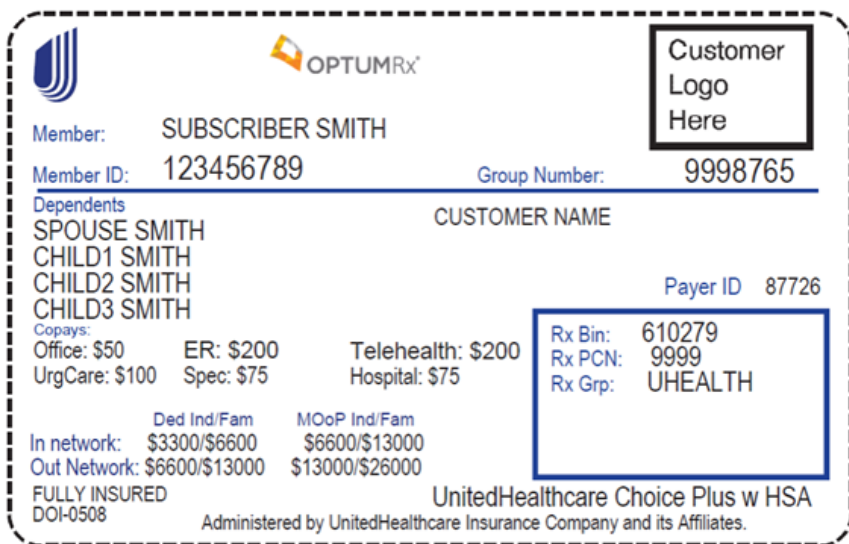 OPTUMRx®
Customer
Logo
Here
Member: SUBSCRIBER SMITH
Member ID: 123456789 Group Number: 9998765
Dependents
CUSTOMER NAME
SPOUSE SMITH
CHILD1 SMITH
CHILD2 SMITH
CHILD3 SMITH
Payer ID 87726
Copays:
Office: $50 ER: $200 Telehealth: $200
UrgCare: $100 Spec: $75 Hospital: $75
Rx Bin: 610279
Rx PCN: 9999
Rx Grp: UHEALTH
Ded Ind/Fam MOoP Ind/Fam
In network: $3300/$6600 $6600/$13000
Out Network: $6600/$13000 $13000/$26000
FULLY INSURED
DOI-0508
UnitedHealthcare Choice Plus w HSA
Administered by UnitedHealthcare Insurance Company and its Affiliates.